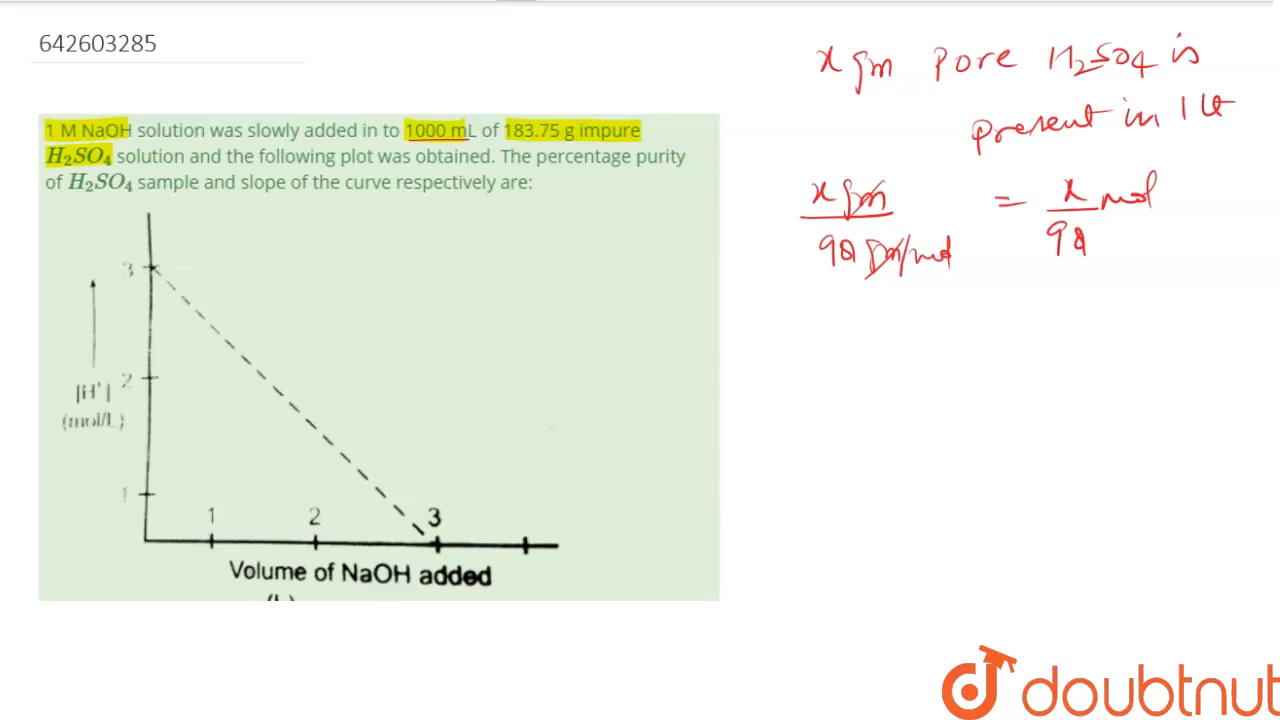 642603285
1 M NaOH solution was slowly added in to 1000 mL of 183.75 g impure
H₂SO₄ solution and the following plot was obtained. The percentage purity
of H₂SO₄ sample and slope of the curve respectively are:
3
2
[H⁺]
(mol/L)
1
1 2 3
Volume of NaOH added
x gm pore H₂SO₄ is
present in 1 lt
x gm / 98 gm/mol = x / 98 mol
doubtnut